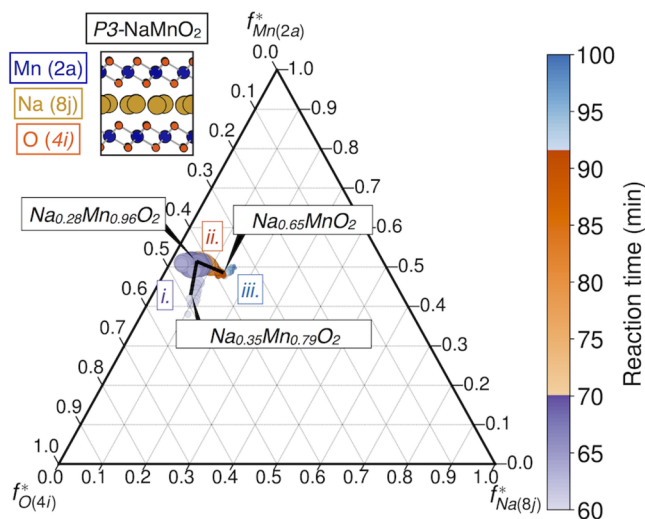 P3-NaMnO₂
Mn (2a)
Na (8j)
O (4i)
f*Mn(2a)
0.0
1.0
0.9
0.8
0.7
0.6
0.5
0.4
0.3
0.2
0.1
0.0
0.3
0.4
0.5
0.6
0.7
0.8
0.9
1.0
Na₀.₂₈Mn₀.₉₆O₂
ii.
Na₀.₆₅MnO₂
i.
iii.
Na₀.₃₅Mn₀.₇₉O₂
0.0 0.1 0.2 0.3 0.4 0.5 0.6 0.7 0.8 0.9 1.0
f*O(4i)
f*Na(8j)
100
95
90
85
80
75
70
65
60
Reaction time (min)